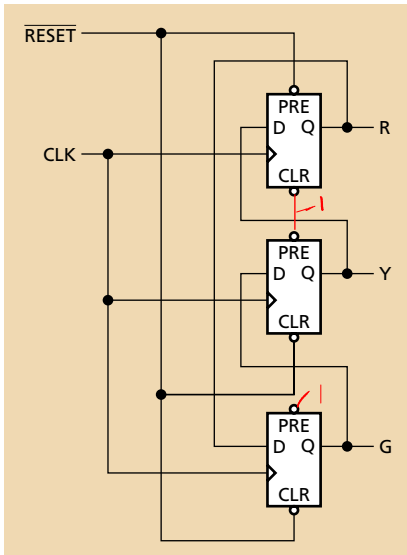 RESET
PRE
D Q R
CLK
CLR
1
PRE
D Q Y
CLR
1
PRE
D Q G
CLR